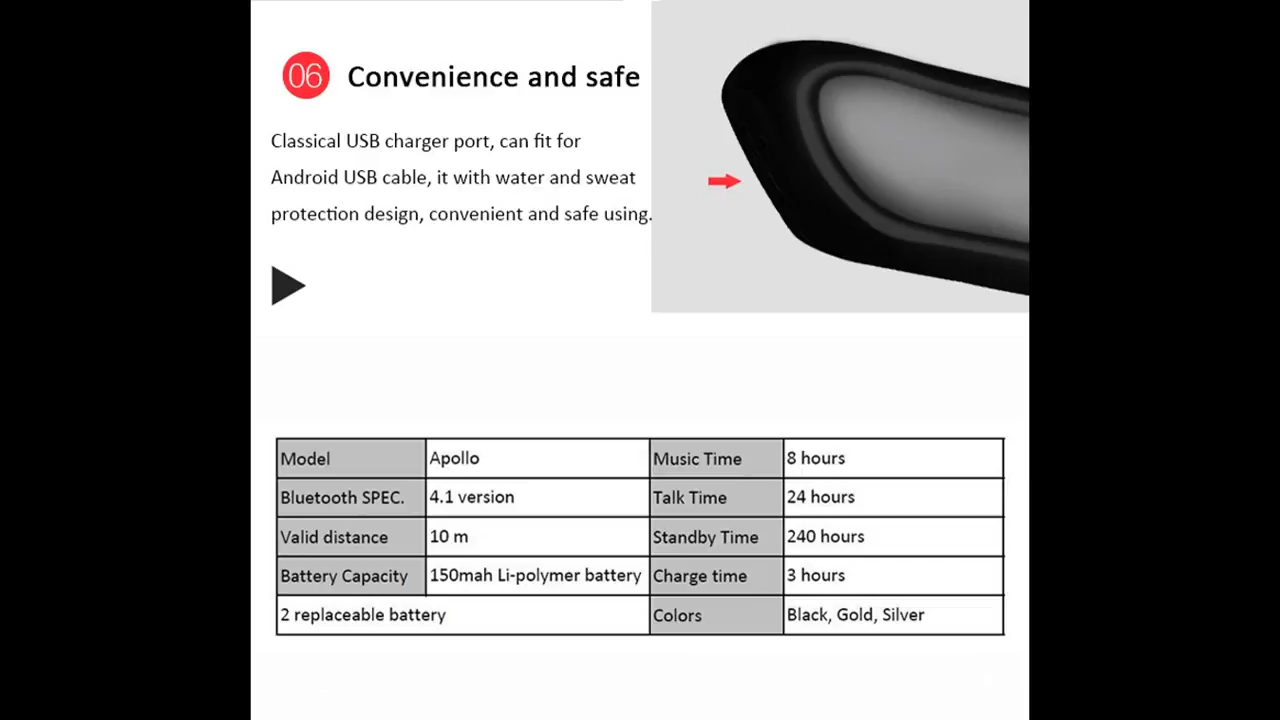 06 Convenience and safe
Classical USB charger port, can fit for
Android USB cable, it with water and sweat
protection design, convenient and safe using.
Model Apollo Music Time 8 hours
Bluetooth SPEC. 4.1 version Talk Time 24 hours
Valid distance 10 m Standby Time 240 hours
Battery Capacity 150mah Li-polymer battery Charge time 3 hours
2 replaceable battery Colors Black, Gold, Silver